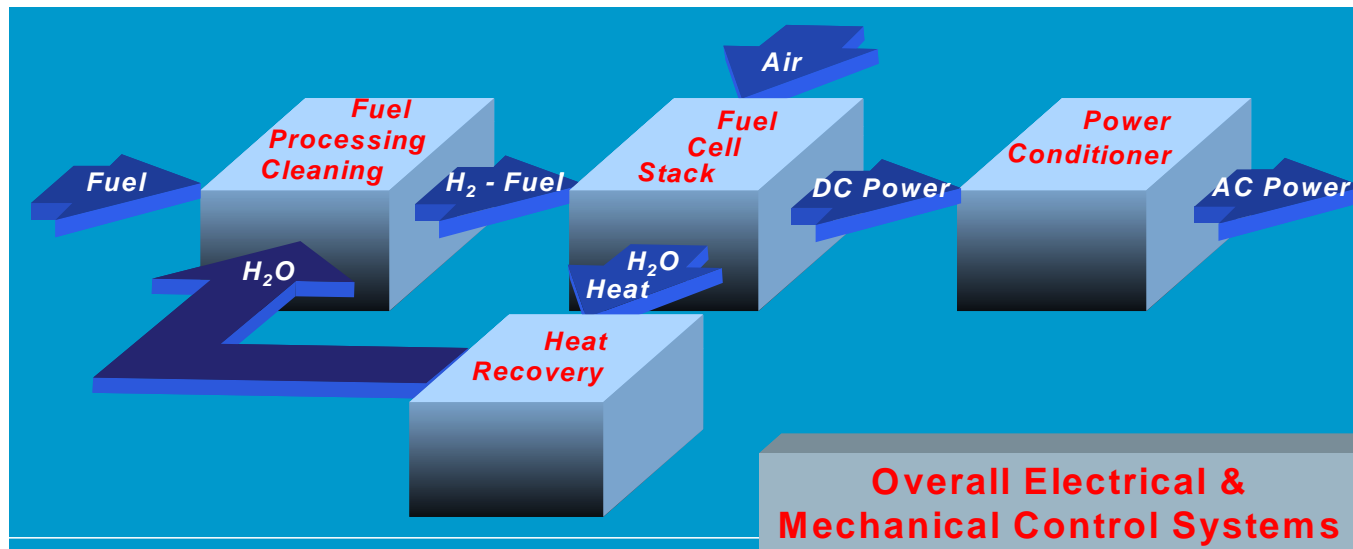 Air
Fuel
Processing
Cleaning
Fuel
Cell
Stack
Power
Conditioner
Fuel
H₂ - Fuel
DC Power
AC Power
H₂O
H₂O
Heat
Heat
Recovery
Overall Electrical &
Mechanical Control Systems